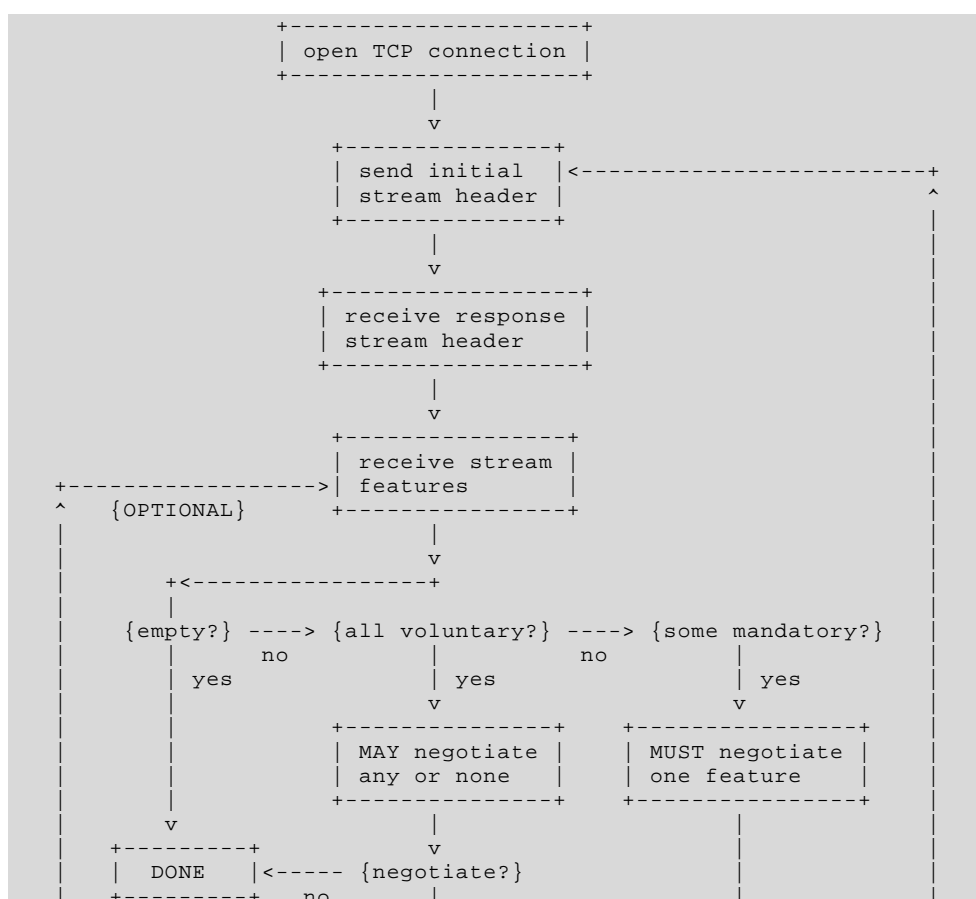 open TCP connection
send initial
stream header
receive response
stream header
receive stream
features
{OPTIONAL}
{empty?} ----> {all voluntary?} ----> {some mandatory?}
no no
yes yes yes
MAY negotiate MUST negotiate
any or none one feature
DONE <----- {negotiate?}
no